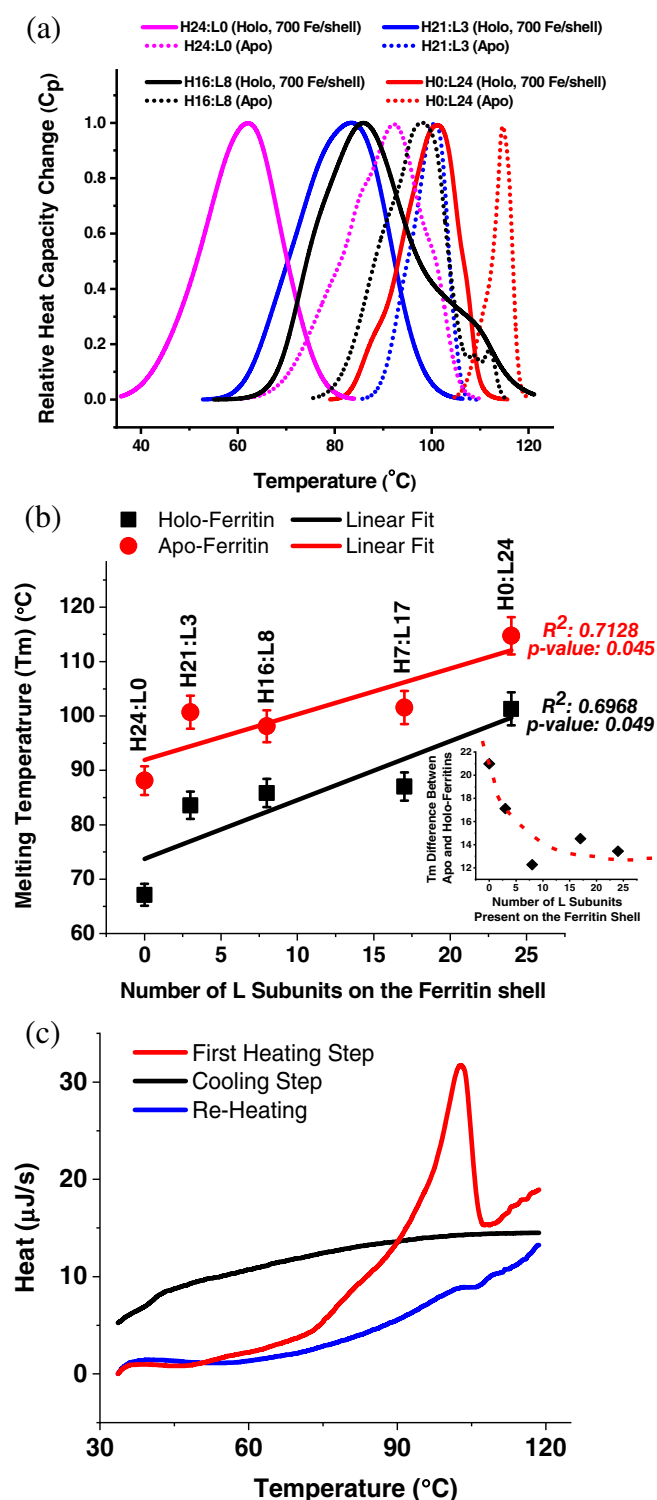 (a)
H24:L0 (Holo, 700 Fe/shell) H21:L3 (Holo, 700 Fe/shell)
H24:L0 (Apo) H21:L3 (Apo)
H16:L8 (Holo, 700 Fe/shell) H0:L24 (Holo, 700 Fe/shell)
H16:L8 (Apo) H0:L24 (Apo)
Relative Heat Capacity Change (Cp)
1.0
0.8
0.6
0.4
0.2
0.0
40 60 80 100 120
Temperature (°C)
(b)
Holo-Ferritin Linear Fit
Apo-Ferritin Linear Fit
Melting Temperatrure (Tm) (°C)
120
110
100
90
80
70
60
H24:L0
H21:L3
H16:L8
H7:L17
H0:L24
R²: 0.7128
p-value: 0.045
R²: 0.6968
p-value: 0.049
Tm Difference Between
Apo and Holo-Ferritins
22
20
18
16
14
12
0 5 10 15 20 25
Number of L Subunits
Present on the Ferritin Shell
0 5 10 15 20 25
Number of L Subunits on the Ferritin shell
(c)
First Heating Step
Cooling Step
Re-Heating
Heat (µJ/s)
30
20
10
0
30 60 90 120
Temperature (°C)